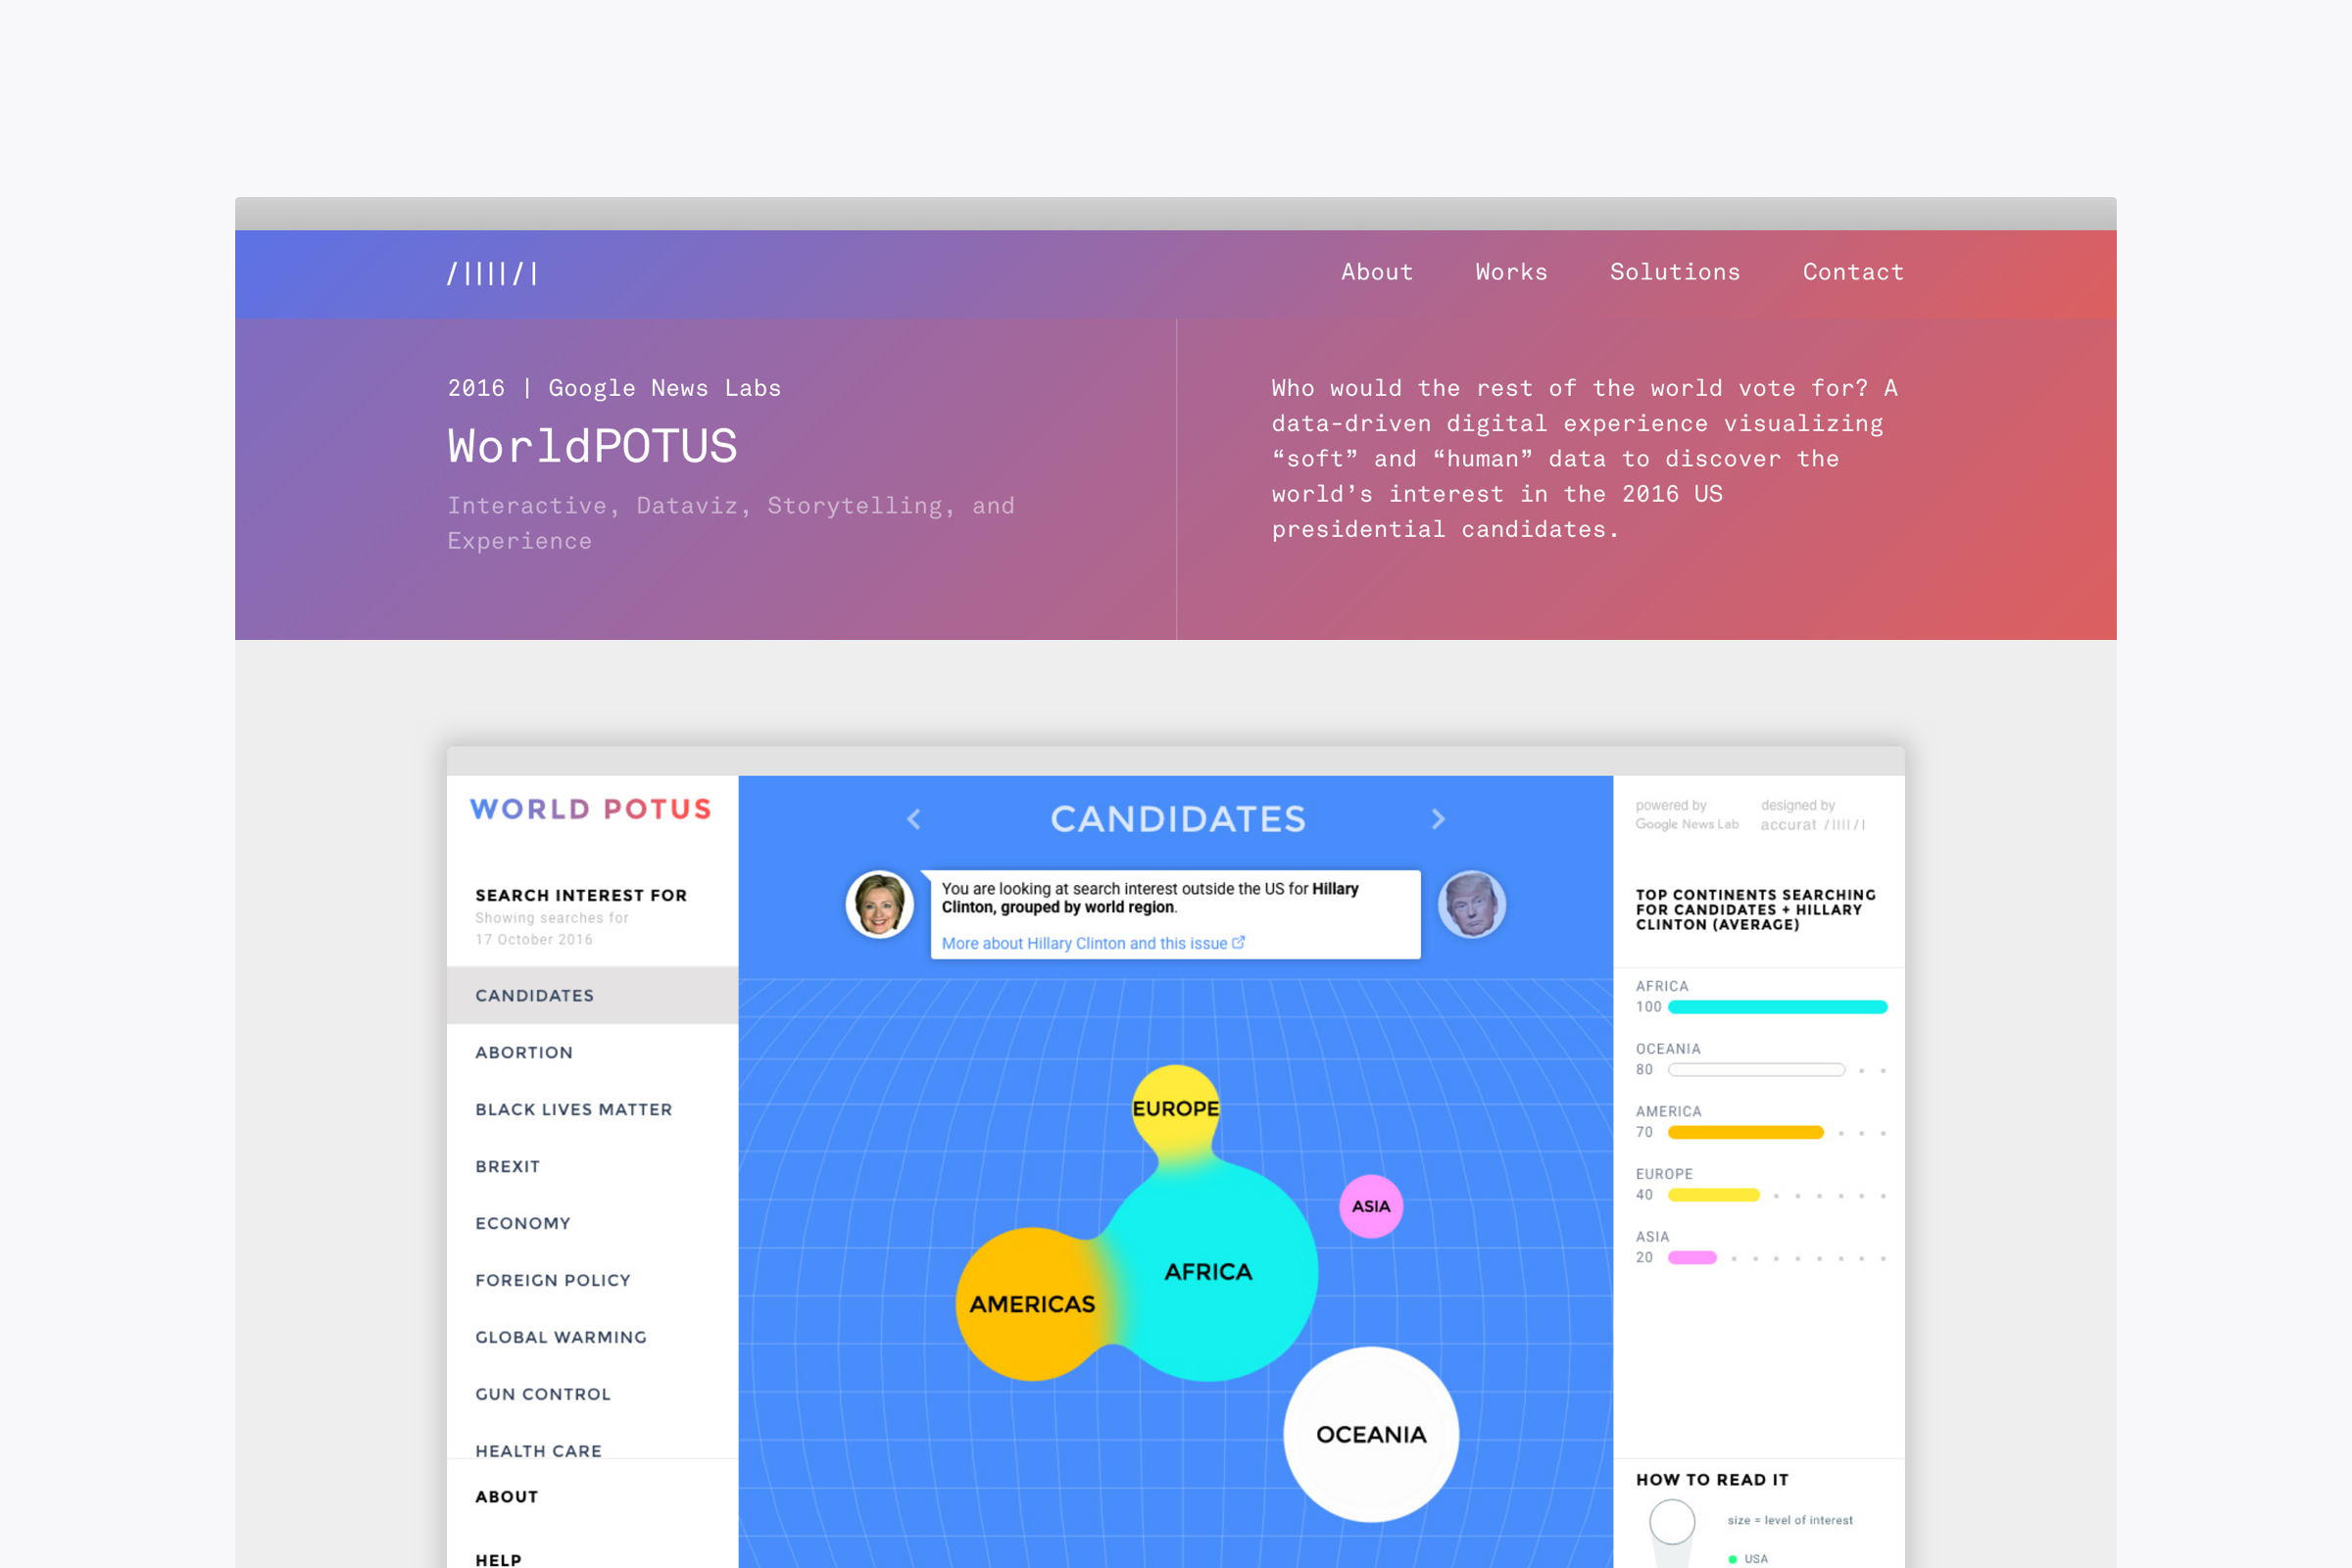 /||||/|
About Works Solutions Contact
2016 | Google News Labs
WorldPOTUS
Interactive, Dataviz, Storytelling, and
Experience
Who would the rest of the world vote for? A
data-driven digital experience visualizing
“soft” and “human” data to discover the
world’s interest in the 2016 US
presidential candidates.
WORLD POTUS
SEARCH INTEREST FOR
Showing searches for
17 October 2016
CANDIDATES
ABORTION
BLACK LIVES MATTER
BREXIT
ECONOMY
FOREIGN POLICY
GLOBAL WARMING
GUN CONTROL
HEALTH CARE
ABOUT
HELP
CANDIDATES
You are looking at search interest outside the US for Hillary
Clinton, grouped by world region.
More about Hillary Clinton and this issue
EUROPE
ASIA
AFRICA
AMERICAS
OCEANIA
powered by
Google News Lab
designed by
accurat /||||/|
TOP CONTINENTS SEARCHING
FOR CANDIDATES + HILLARY
CLINTON (AVERAGE)
AFRICA
100
OCEANIA
80
AMERICA
70
EUROPE
40
ASIA
20
HOW TO READ IT
size = level of interest
USA